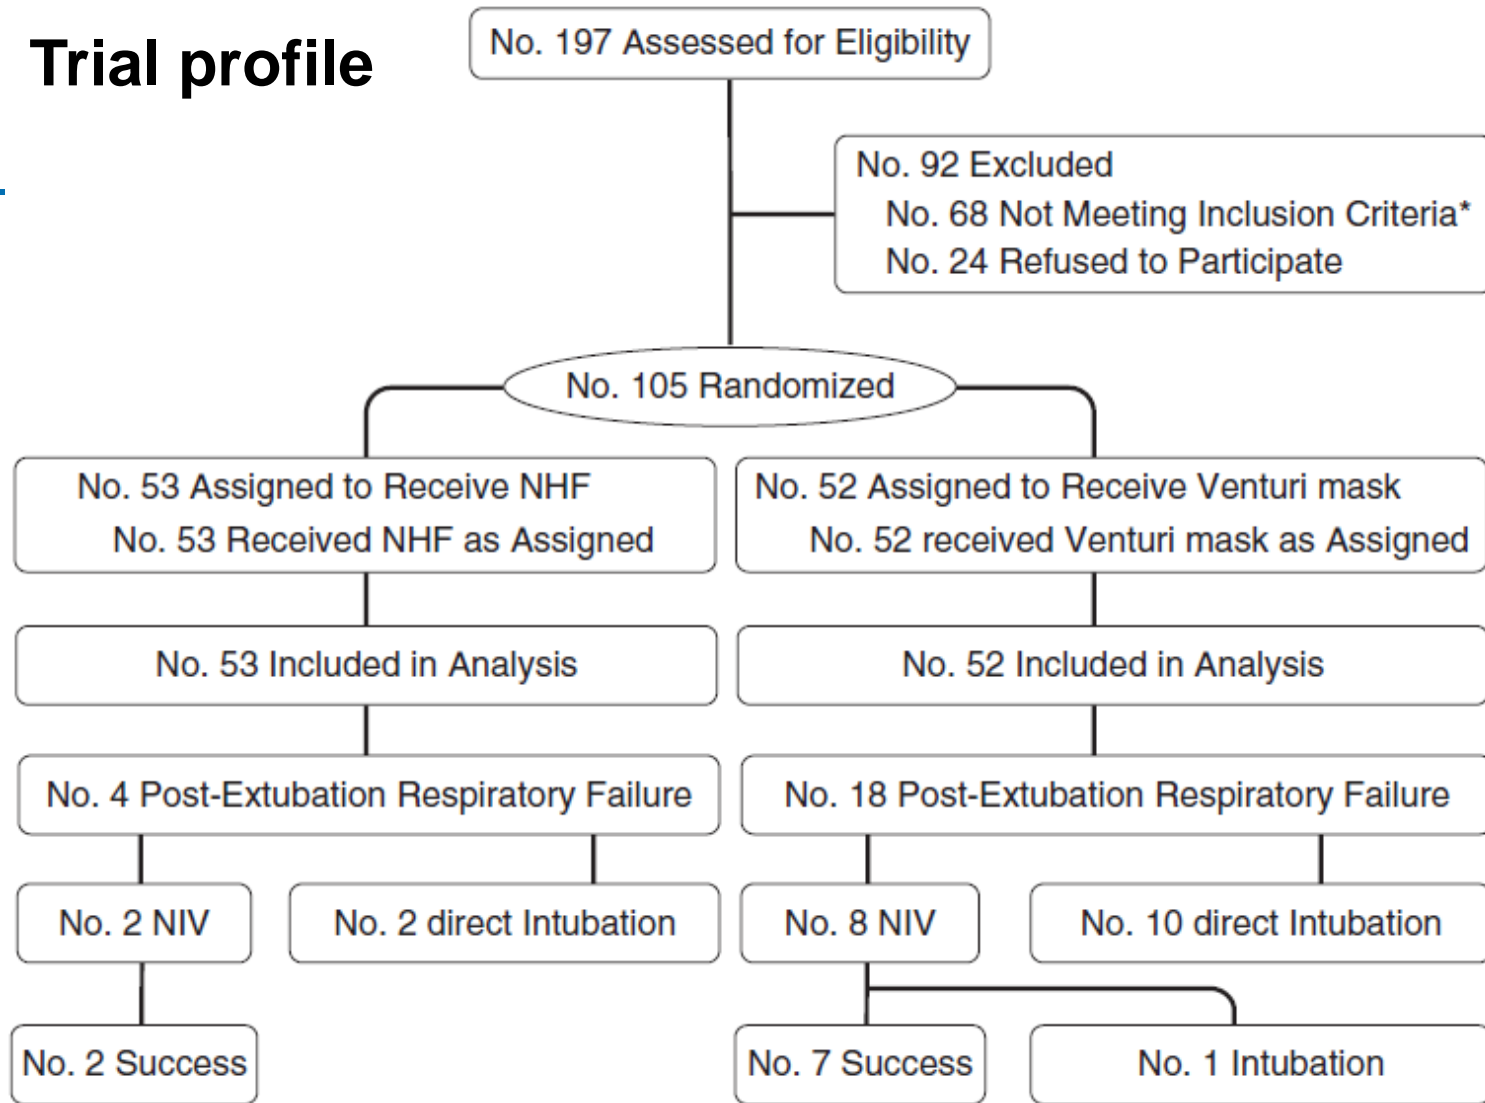 Trial profile
No. 197 Assessed for Eligibility
No. 92 Excluded
No. 68 Not Meeting Inclusion Criteria*
No. 24 Refused to Participate
No. 105 Randomized
No. 53 Assigned to Receive NHF
No. 53 Received NHF as Assigned
No. 52 Assigned to Receive Venturi mask
No. 52 received Venturi mask as Assigned
No. 53 Included in Analysis
No. 52 Included in Analysis
No. 4 Post-Extubation Respiratory Failure
No. 18 Post-Extubation Respiratory Failure
No. 2 NIV
No. 2 direct Intubation
No. 8 NIV
No. 10 direct Intubation
No. 2 Success
No. 7 Success
No. 1 Intubation